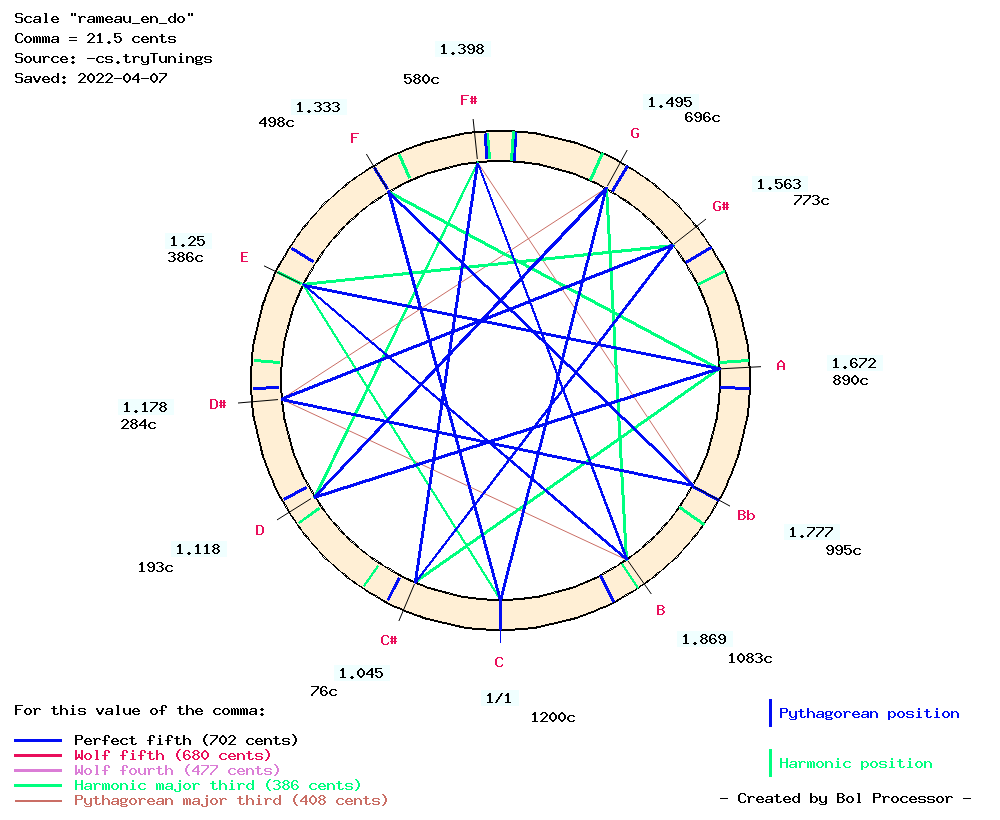 Scale "rameau_en_do"
Comma = 21.5 cents
Source: -cs.tryTunings
Saved: 2022-04-07
1.398
580c
F#
1.333
498c
F
1.495
696c
G
1.563
773c
G#
1.25
386c
E
1.672
890c
A
1.178
284c
D#
Bb
1.777
995c
D
1.118
193c
B
1.869
1083c
C#
1.045
76c
C
1/1
1200c
For this value of the comma:
Perfect fifth (702 cents)
Wolf fifth (680 cents)
Wolf fourth (477 cents)
Harmonic major third (386 cents)
Pythagorean major third (408 cents)
Pythagorean position
Harmonic position
- Created by Bol Processor -